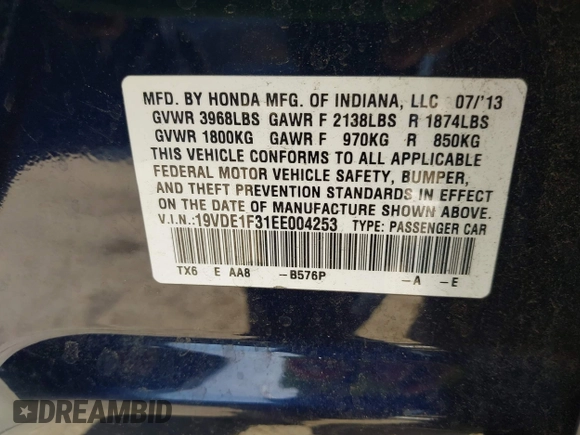 MFD. BY HONDA MFG. OF INDIANA, LLC 07/'13
GVWR 3968LBS GAWR F 2138LBS R 1874LBS
GVWR 1800KG GAWR F 970KG R 850KG
THIS VEHICLE CONFORMS TO ALL APPLICABLE
FEDERAL MOTOR VEHICLE SAFETY, BUMPER,
AND THEFT PREVENTION STANDARDS IN EFFECT
ON THE DATE OF MANUFACTURE SHOWN ABOVE.
V.I.N.:19VDE1F31EE004253 TYPE: PASSENGER CAR
TX6 E AA8 -B576P -A -E
DREAMBID